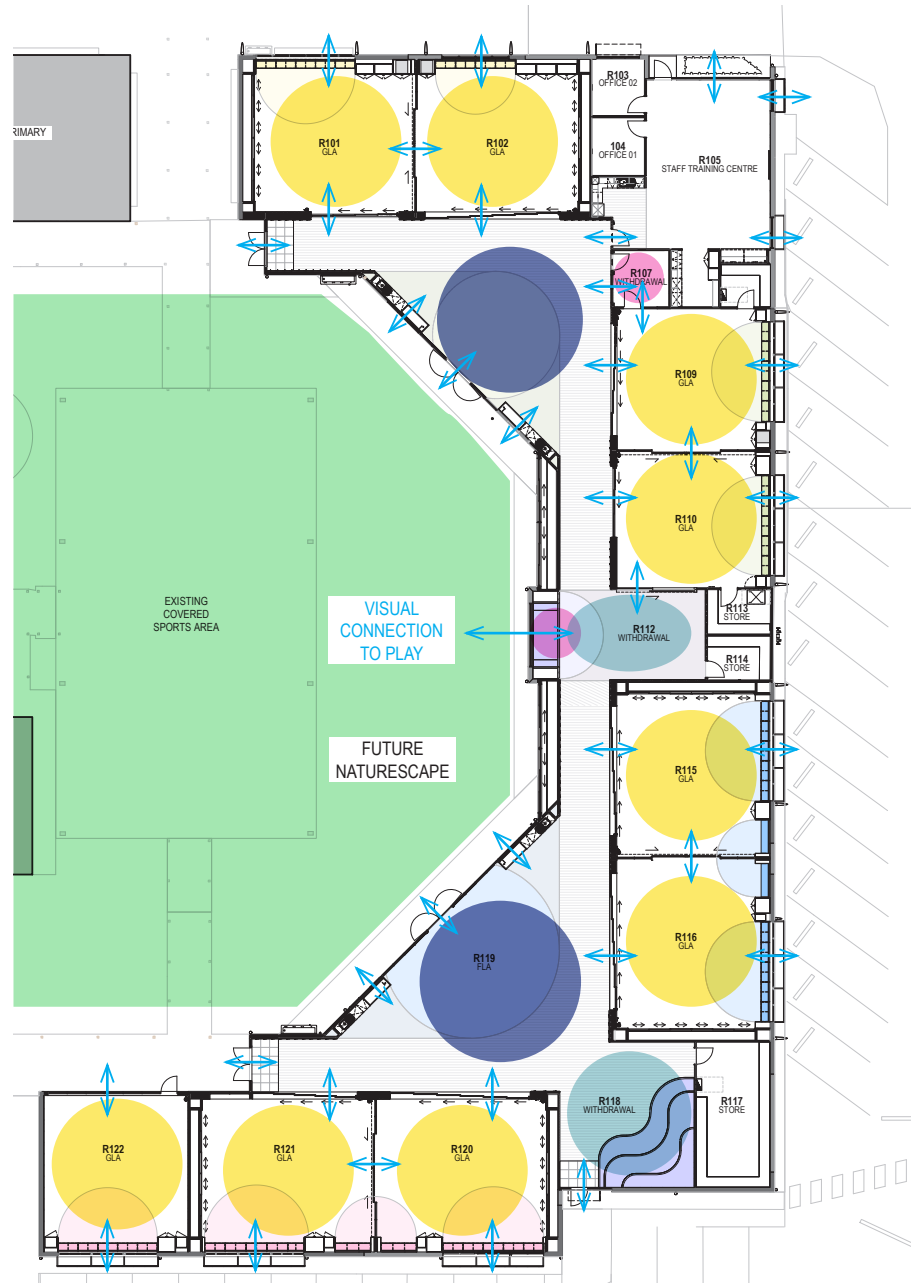 R103
OFFICE 02
RIMARY
R101
GLA
R102
GLA
104
OFFICE 01
R105
STAFF TRAINING CENTRE
R107
WITHDRAWAL
R109
GLA
R110
GLA
EXISTING
COVERED
SPORTS AREA
VISUAL
CONNECTION
TO PLAY
R112
WITHDRAWAL
R113
STORE
R114
STORE
FUTURE
NATURESCAPE
R115
GLA
R116
GLA
R119
FLA
R118
WITHDRAWAL
R117
STORE
R122
GLA
R121
GLA
R120
GLA